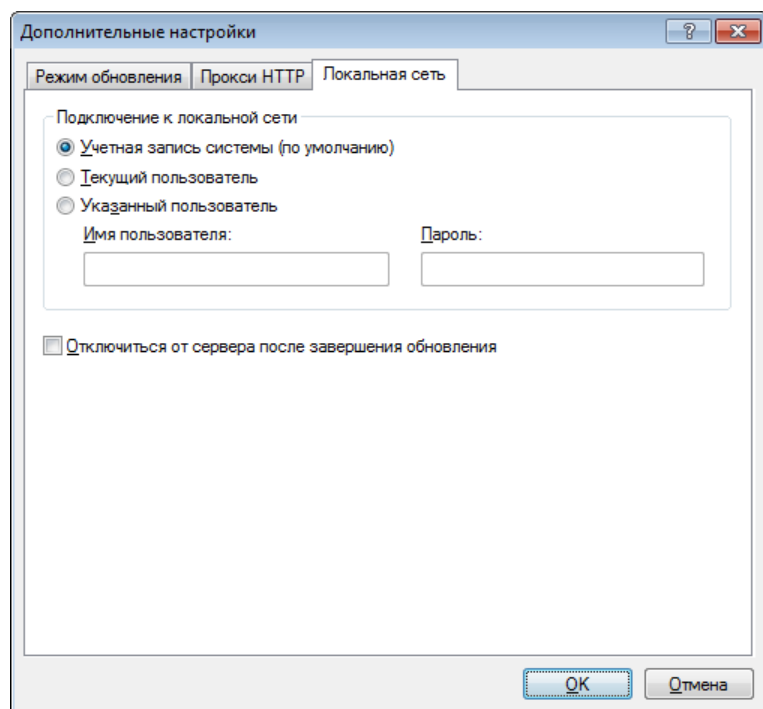 Дополнительные настройки
Режим обновления Прокси HTTP Локальная сеть
Подключение к локальной сети
Учетная запись системы (по умолчанию)
Текущий пользователь
Указанный пользователь
Имя пользователя: Пароль:
Отключиться от сервера после завершения обновления
OK Отмена